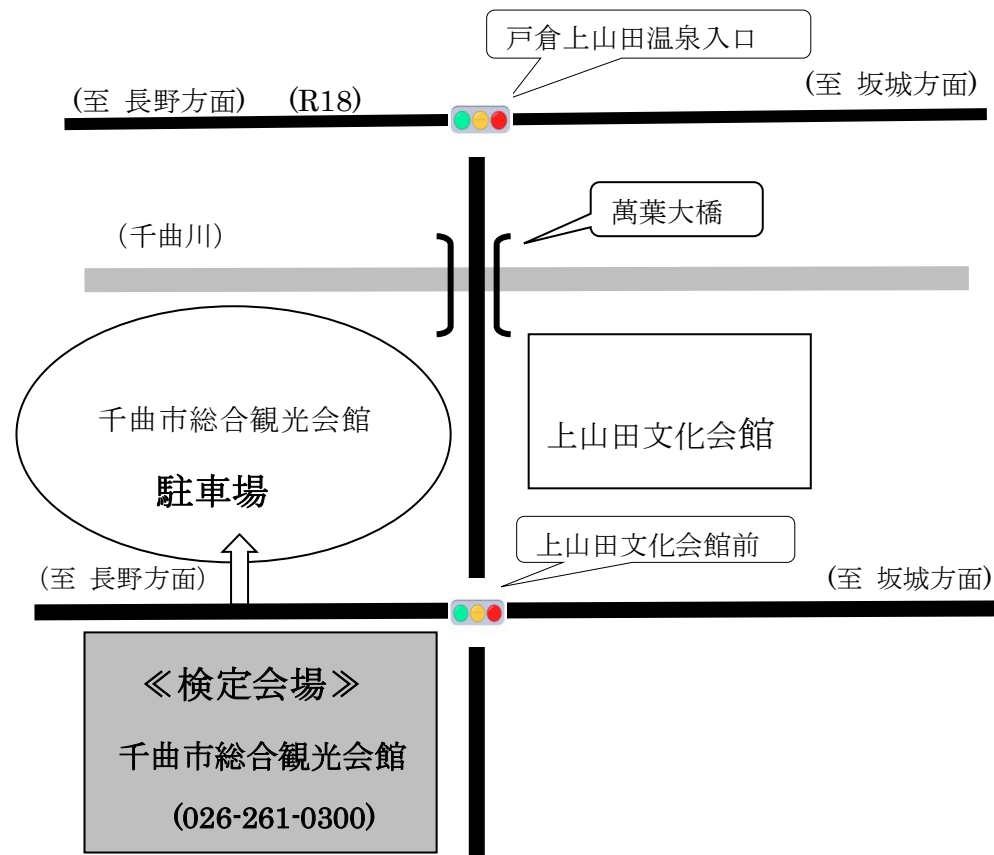 戸倉上山田温泉入口
(至 長野方面) (R18)
(至 坂城方面)
萬葉大橋
(千曲川)
千曲市総合観光会館
駐車場
上山田文化会館
上山田文化会館前
(至 長野方面)
(至 坂城方面)
≪検定会場≫
千曲市総合観光会館
(026-261-0300)